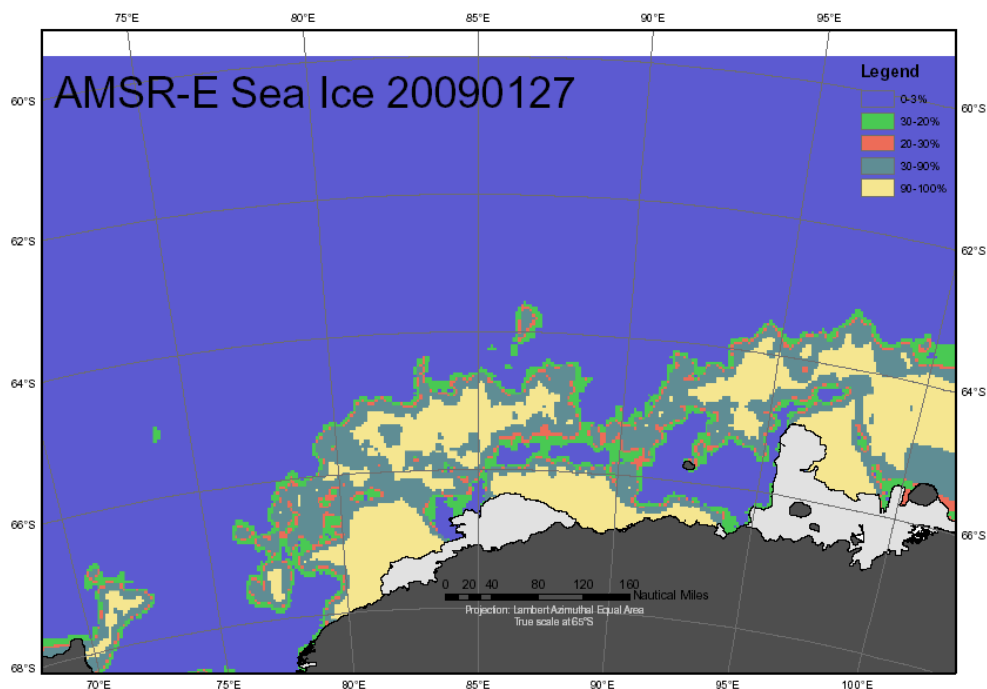 75°E 80°E 85°E 90°E 95°E
AMSR-E Sea Ice 20090127
Legend
0-3%
30-20%
20-30%
30-90%
90-100%
60°S 60°S
62°S 62°S
64°S 64°S
66°S 66°S
68°S
0 20 40 80 120 160
Nautical Miles
Projection: Lambert Azimuthal Equal Area
True scale at 65°S
70°E 75°E 80°E 85°E 90°E 95°E 100°E